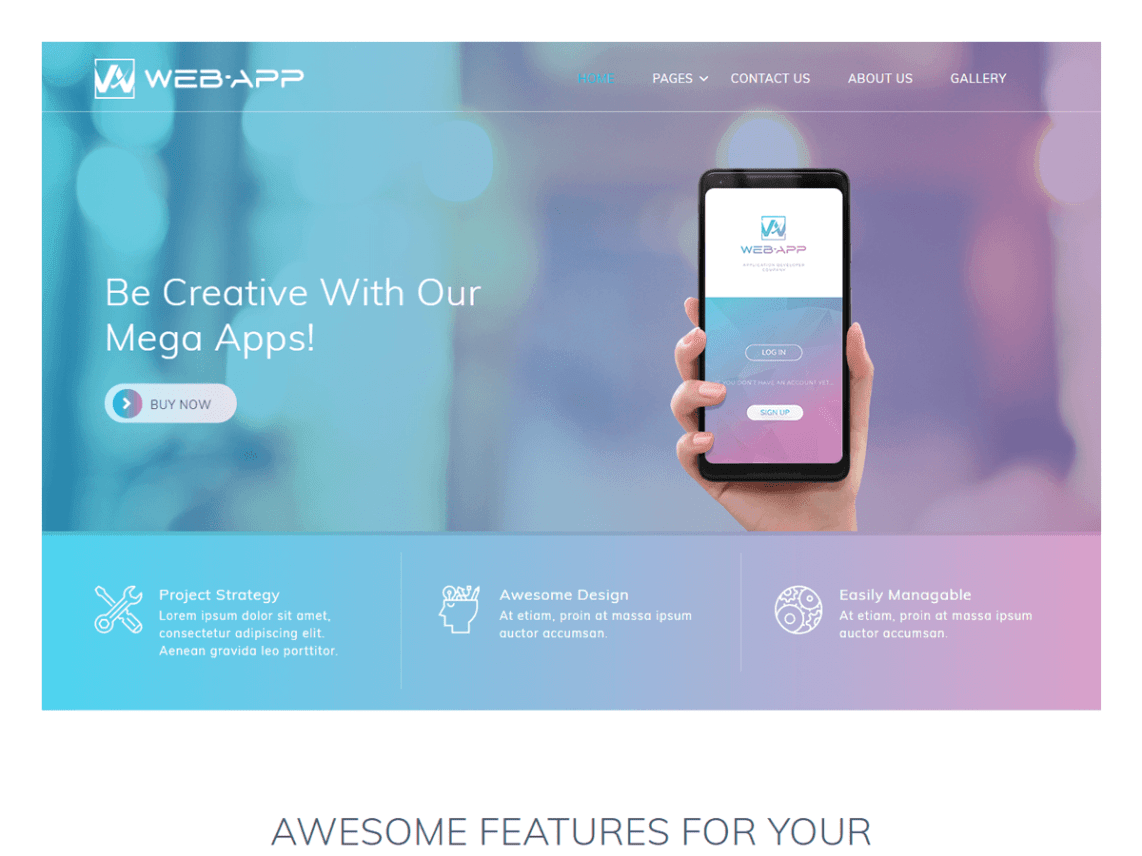 WEB-APP
HOME
PAGES
CONTACT US
ABOUT US
GALLERY
WEB-APP
APPLICATION DEVELOPER
COMPANY
Be Creative With Our
Mega Apps!
LOG IN
YOU DON'T HAVE AN ACCOUNT YET...
BUY NOW
SIGN UP
Project Strategy
Lorem ipsum dolor sit amet,
consectetur adipiscing elit.
Aenean gravida leo porttitor.
Awesome Design
At etiam, proin at massa ipsum
auctor accumsan.
Easily Managable
At etiam, proin at massa ipsum
auctor accumsan.
AWESOME FEATURES FOR YOUR